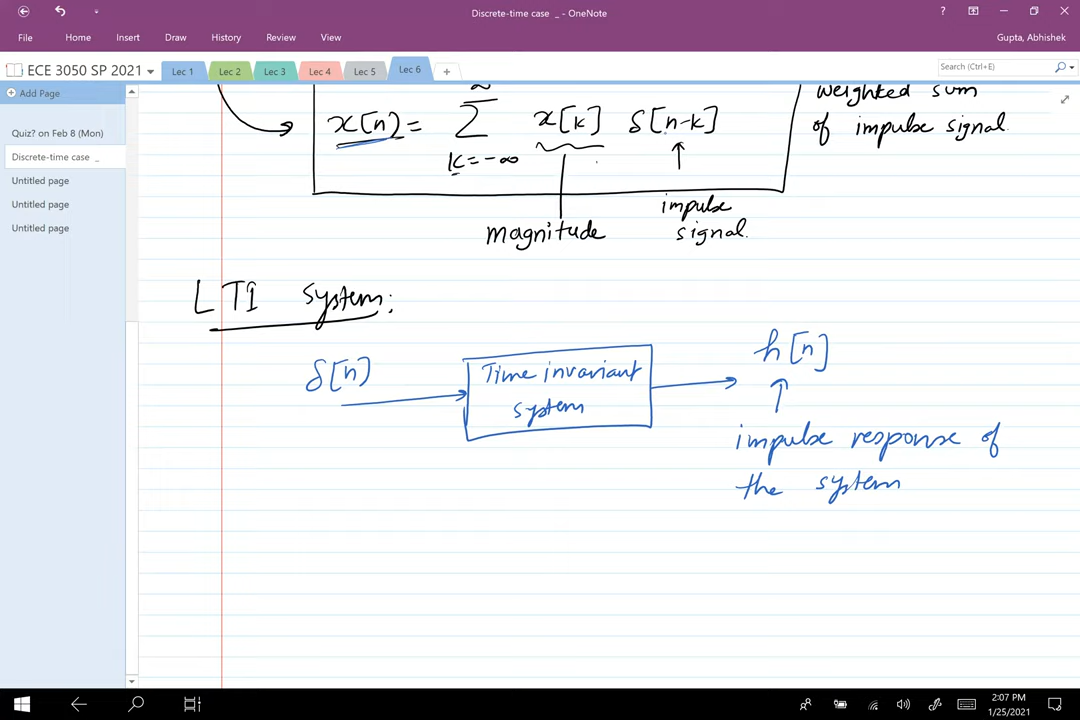 Discrete-time case _ - OneNote
?
File Home Insert Draw History Review View Gupta, Abhishek
ECE 3050 SP 2021 Lec 1 Lec 2 Lec 3 Lec 4 Lec 5 Lec 6 + Search (Ctrl+E)
Add Page
Quiz? on Feb 8 (Mon)
Discrete-time case _
Untitled page
Untitled page
Untitled page
weighted sum
of impulse signal.
x[n] = ∑ x[k] δ[n-k]
∞
k=-∞
magnitude
impulse
signal.
LTI System:
δ[n]
Time invariant
system
h[n]
impulse response of
the system
2:07 PM
1/25/2021